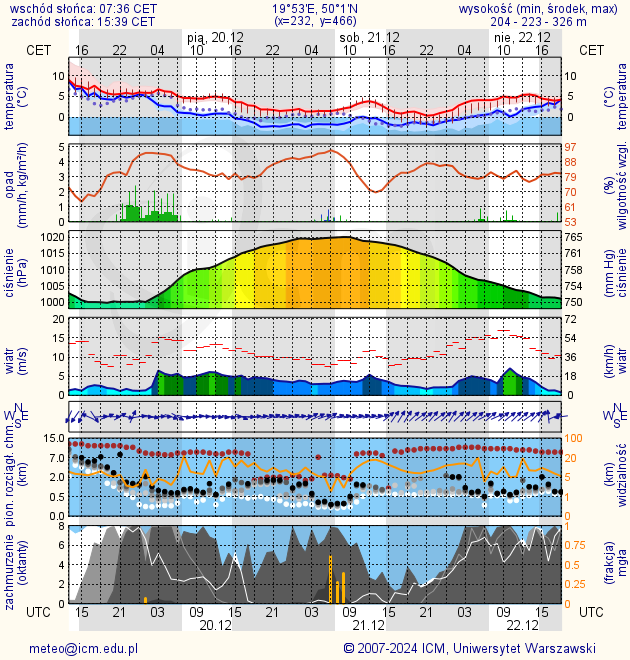 wschód słońca: 07:36 CET
19°53'E, 50°1'N
wysokość (min, środek, max)
zachód słońca: 15:39 CET
(x=232, y=466)
204 - 223 - 326 m
pią, 20.12
sob, 21.12
nie, 22.12
CET
16 22 04 10 16 22 04 10 16 22 04 10 16
CET
temperatura
(°C)
10
5
0
10
5
0
temperatura
(°C)
opad
(mm/h, kg/m²/h)
5
4
3
2
1
0
97
88
79
70
61
53
(%)
wilgotność wzgl.
ciśnienie
(hPa)
1020
1015
1010
1005
1000
765
761
758
754
750
(mm Hg)
ciśnienie
wiatr
(m/s)
20
15
10
5
0
72
54
36
18
0
(km/h)
wiatr
N
W E
S
N
W E
S
pion. rozciągł. chm.
(km)
15.0
7.0
2.0
0.5
0.0
100
20
5
1
0
(km)
widzialność
zachmurzenie
(oktanty)
8
6
4
2
0
1
0.75
0.5
0.25
0
(frakcja)
mgła
UTC
15 21 03 09 15 21 03 09 15 21 03 09 15
UTC
20.12
21.12
22.12
meteo@icm.edu.pl
© 2007-2024 ICM, Uniwersytet Warszawski